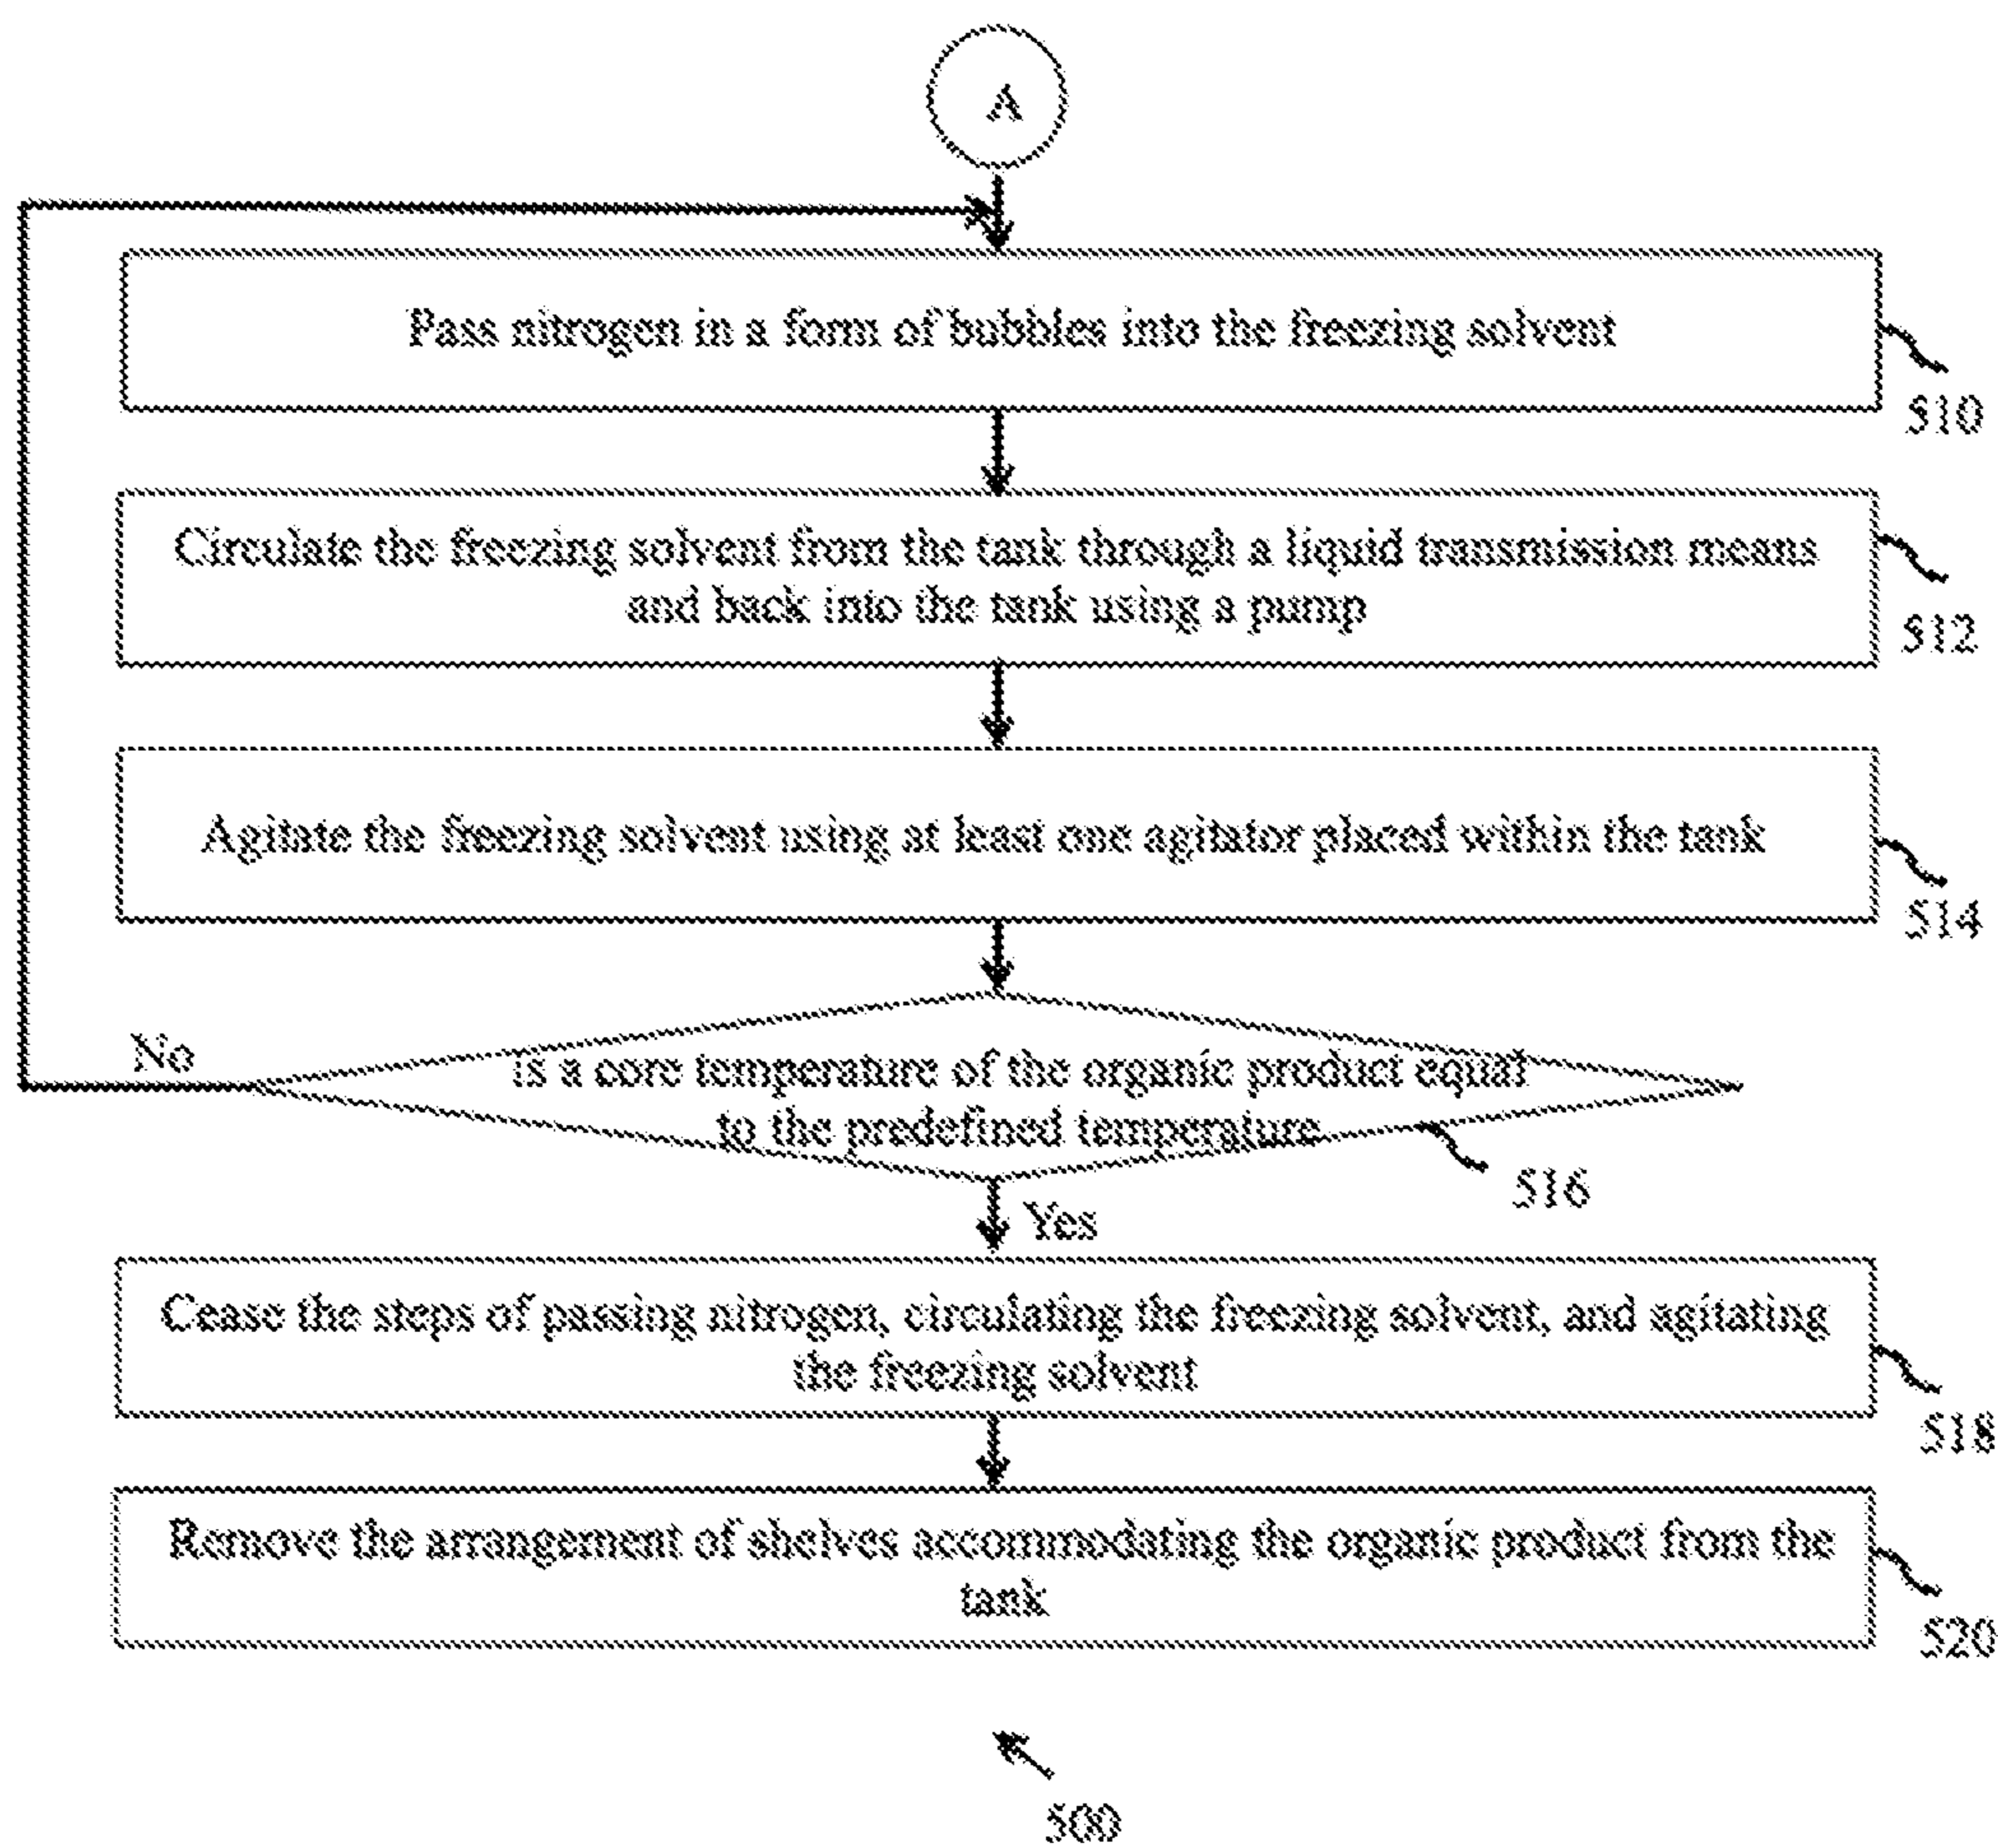 A
Pass nitrogen in a form of bubbles into the freezing solvent
510
Circulate the freezing solvent from the tank through a liquid transmission means
and back into the tank using a pump
512
Agitate the freezing solvent using at least one agitator placed within the tank
514
No
is a core temperature of the organic product equal
to the predefined temperature
516
Yes
Cease the steps of passing nitrogen, circulating the freezing solvent, and agitating
the freezing solvent
518
Remove the arrangement of shelves accommodating the organic product from the
tank
520
500